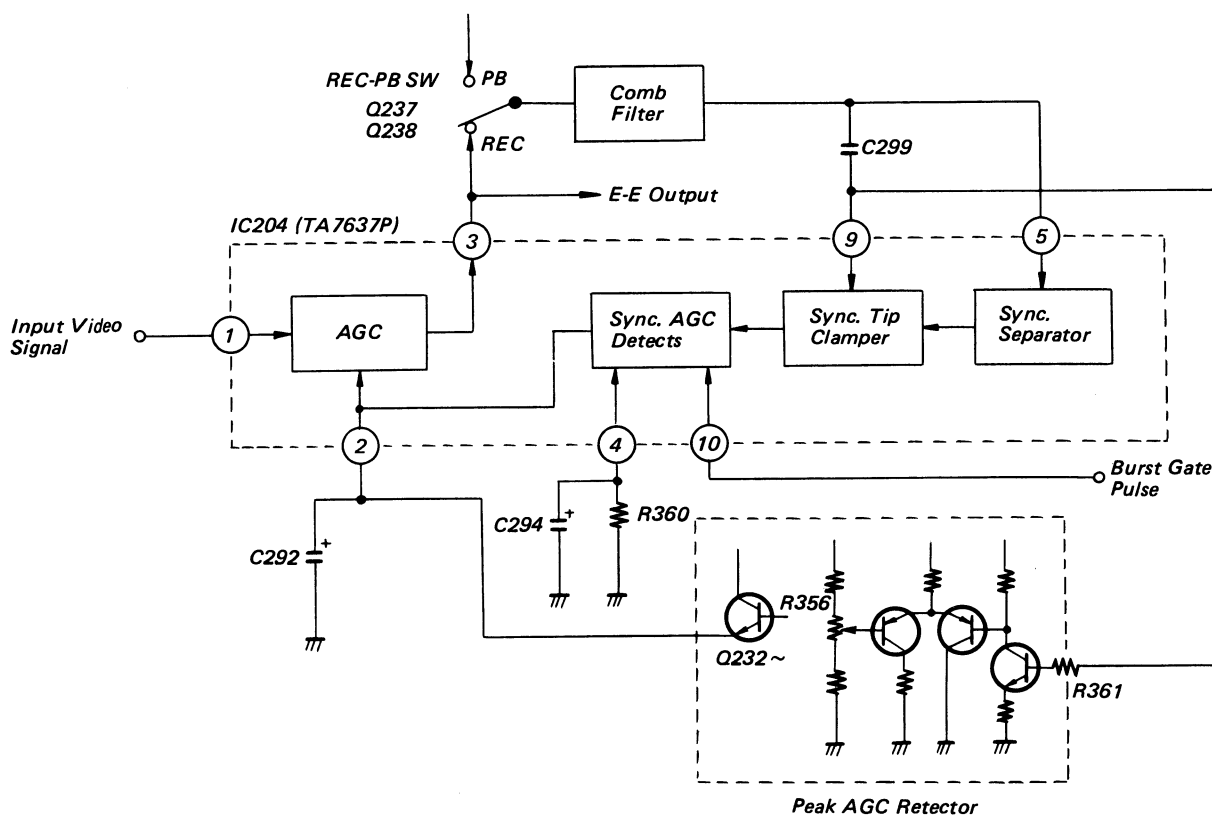 REC-PB SW
PB
Q237
Q238
REC
Comb
Filter
C299
E-E Output
IC204 (TA7637P)
3
9
5
Input Video
Signal
1
AGC
Sync. AGC
Detects
Sync. Tip
Clamper
Sync.
Separator
2
4
10
Burst Gate
Pulse
C292
+
C294
+
R360
R356
Q232~
R361
Peak AGC Retector